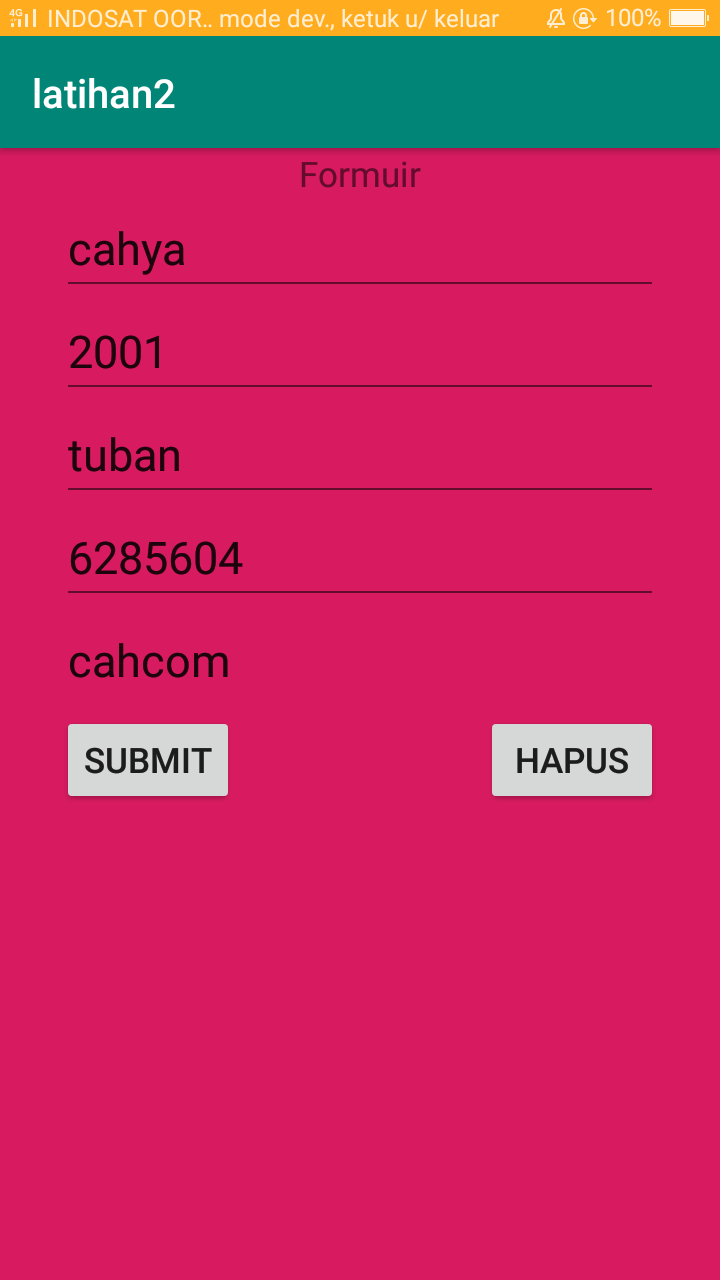 4G INDOSAT OOR.. mode dev., ketuk u/ keluar 100%
latihan2
Formuir
cahya
2001
tuban
6285604
cahcom
SUBMIT HAPUS